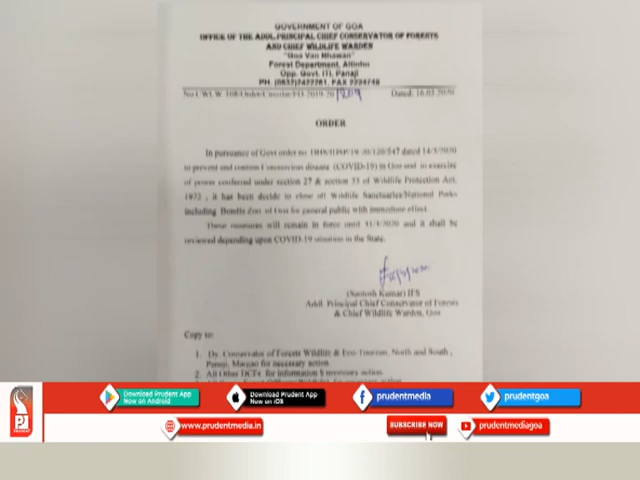 GOVERNMENT OF GOA
OFFICE OF THE ADDL.PRINCIPAL CHIEF CONSERVATOR OF FORESTS
AND CHIEF WILDLIFE WARDEN
"Goa Van Bhawan"
Forest Department, Altinho
Opp. Govt. ITI, Panaji
Dated: 16.03.2020
ORDER
In pursuance of Govt order no. dated 14/3/2020
to prevent and contain Coronavirus disease (COVID-19) in Goa and in exercise
of power conferred under section 27 & section 33 of Wildlife Protection Act,
1972 , it has been decide to close all Wildlife Sanctuaries/National Parks
including Bondla Zoo of Goa for general public with immediate effect.
These measures will remain in force until 31/3/2020 and it shall be
reviewed depending upon COVID-19 situation in the State.
(Santosh Kumar) IFS
Addl. Principal Chief Conservator of Forests
& Chief Wildlife Warden, Goa
Copy to:
1. Dy. Conservator of Forests Wildlife & Eco-Tourism, North and South ,
Panaji, Margao for necessary action.
2. All Other DCFs for information & necessary action.
PRUDENT
Download Prudent App
Now on Android
Download Prudent App
Now on iOS
prudentmedia
prudentgoa
www.prudentmedia.in
SUBSCRIBE NOW
prudentmediagoa